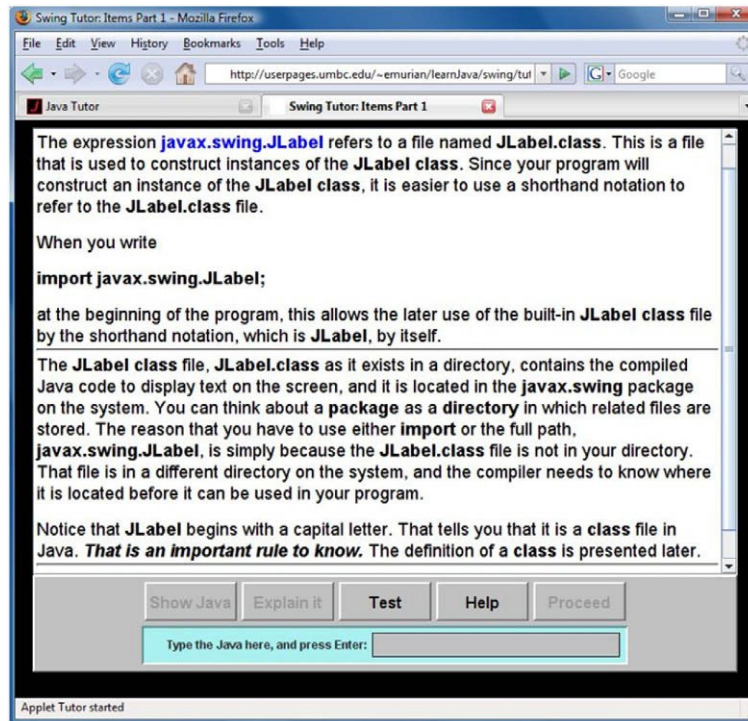 Swing Tutor: Items Part 1 - Mozilla Firefox
File Edit View History Bookmarks Tools Help
http://userpages.umbc.edu/~emurian/learnJava/swing/tut
Google
Java Tutor
Swing Tutor: Items Part 1
The expression javax.swing.JLabel refers to a file named JLabel.class. This is a file
that is used to construct instances of the JLabel class. Since your program will
construct an instance of the JLabel class, it is easier to use a shorthand notation to
refer to the JLabel.class file.
When you write
import javax.swing.JLabel;
at the beginning of the program, this allows the later use of the built-in JLabel class file
by the shorthand notation, which is JLabel, by itself.
The JLabel class file, JLabel.class as it exists in a directory, contains the compiled
Java code to display text on the screen, and it is located in the javax.swing package
on the system. You can think about a package as a directory in which related files are
stored. The reason that you have to use either import or the full path,
javax.swing.JLabel, is simply because the JLabel.class file is not in your directory.
That file is in a different directory on the system, and the compiler needs to know where
it is located before it can be used in your program.
Notice that JLabel begins with a capital letter. That tells you that it is a class file in
Java. That is an important rule to know. The definition of a class is presented later.
Show Java Explain it Test Help Proceed
Type the Java here, and press Enter:
Applet Tutor started